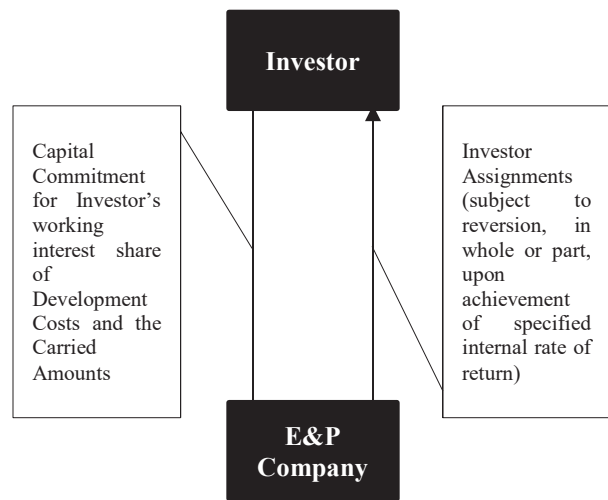 Investor
Capital
Commitment
for Investor's
working
interest share
of
Development
Costs and the
Carried
Amounts
Investor
Assignments
(subject to
reversion, in
whole or part,
upon
achievement
of specified
internal rate of
return)
E&P
Company